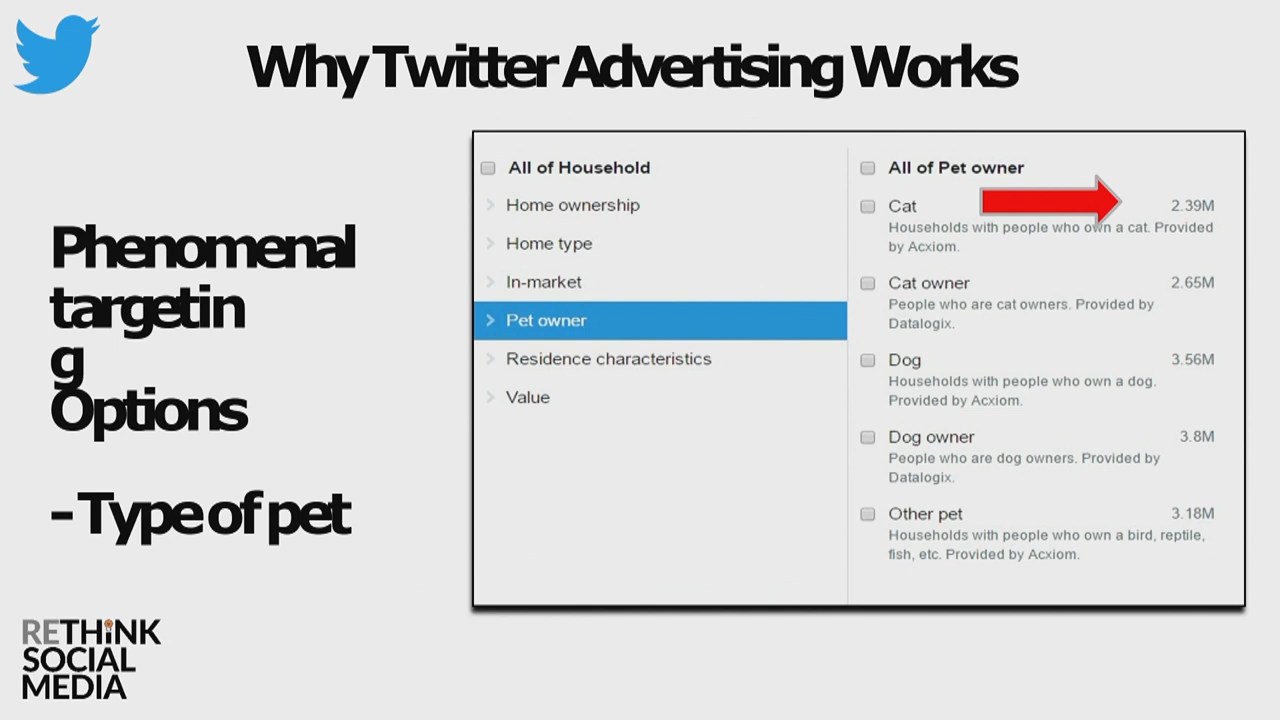 Why Twitter Advertising Works
Phenomenal
targetin
g
Options
- Type of pet
All of Household
Home ownership
Home type
In-market
Pet owner
Residence characteristics
Value
All of Pet owner
Cat 2.39M
Households with people who own a cat. Provided
by Acxiom.
Cat owner 2.65M
People who are cat owners. Provided by
Datalogix.
Dog 3.56M
Households with people who own a dog.
Provided by Acxiom.
Dog owner 3.8M
People who are dog owners. Provided by
Datalogix.
Other pet 3.18M
Households with people who own a bird, reptile,
fish, etc. Provided by Acxiom.
RETHiNK
SOCIAL
MEDIA